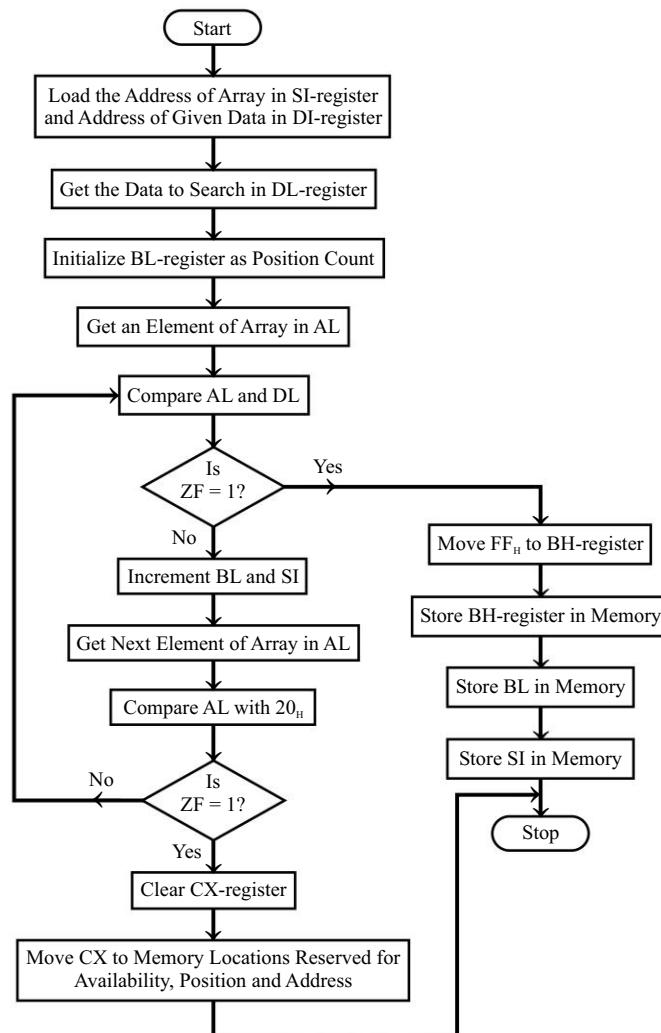 Start
Load the Address of Array in SI-register
and Address of Given Data in DI-register
Get the Data to Search in DL-register
Initialize BL-register as Position Count
Get an Element of Array in AL
Compare AL and DL
Is
ZF = 1?
Yes
No
Increment BL and SI
Get Next Element of Array in AL
Compare AL with 20H
Is
ZF = 1?
No
Yes
Clear CX-register
Move CX to Memory Locations Reserved for
Availability, Position and Address
Move FFH to BH-register
Store BH-register in Memory
Store BL in Memory
Store SI in Memory
Stop